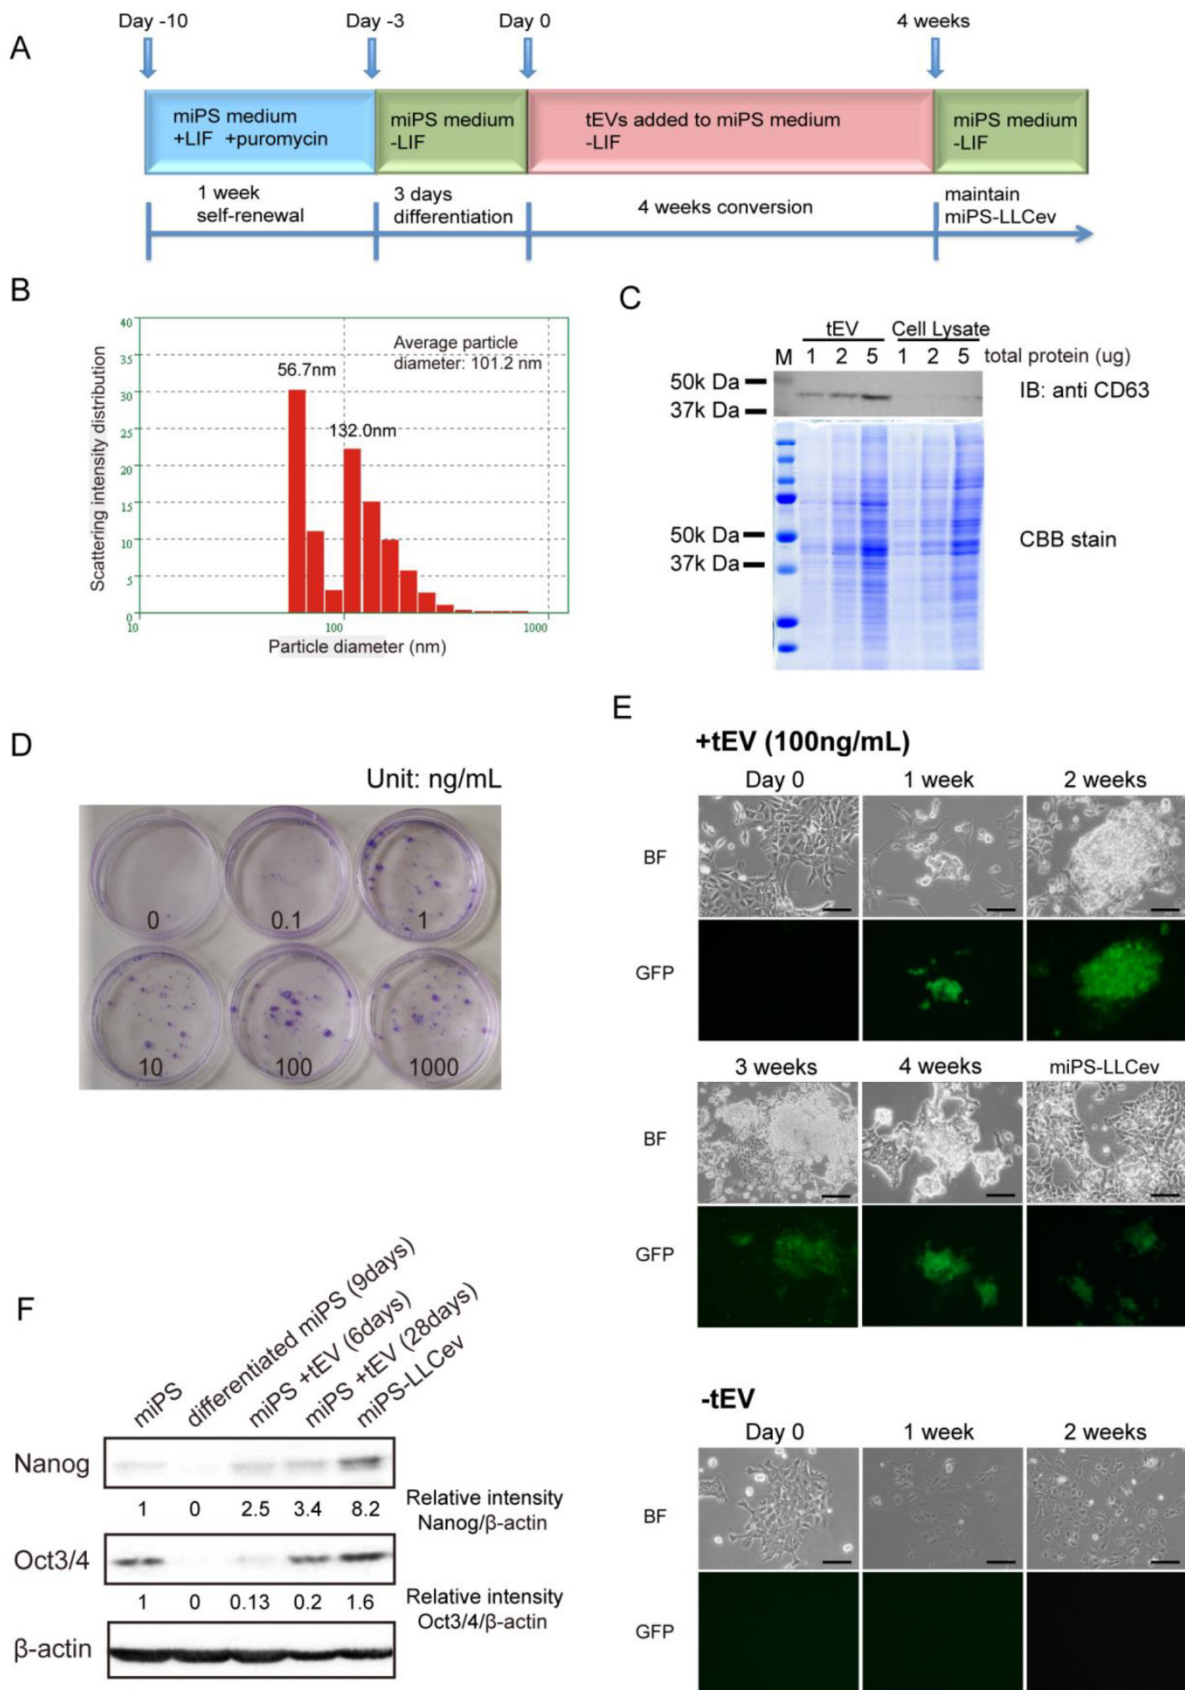 A
Day -10
Day -3
Day 0
4 weeks
miPS medium
+LIF +puromycin
miPS medium
-LIF
tEVs added to miPS medium
-LIF
miPS medium
-LIF
1 week
self-renewal
3 days
differentiation
4 weeks conversion
maintain
miPS-LLCev
B
Scattering intensity distribution
40
35
30
25
20
15
10
5
0
56.7nm
132.0nm
Average particle
diameter: 101.2 nm
10
100
1000
Particle diameter (nm)
C
tEV
Cell Lysate
M 1 2 5 1 2 5 total protein (ug)
50k Da
37k Da
IB: anti CD63
50k Da
37k Da
CBB stain
D
Unit: ng/mL
0 0.1 1
10 100 1000
E
+tEV (100ng/mL)
Day 0 1 week 2 weeks
BF
GFP
3 weeks 4 weeks miPS-LLCev
BF
GFP
-tEV
Day 0 1 week 2 weeks
BF
GFP
F
miPS
differentiated miPS (9days)
miPS +tEV (6days)
miPS +tEV (28days)
miPS-LLCev
Nanog
1 0 2.5 3.4 8.2
Relative intensity
Nanog/β-actin
Oct3/4
1 0 0.13 0.2 1.6
Relative intensity
Oct3/4/β-actin
β-actin